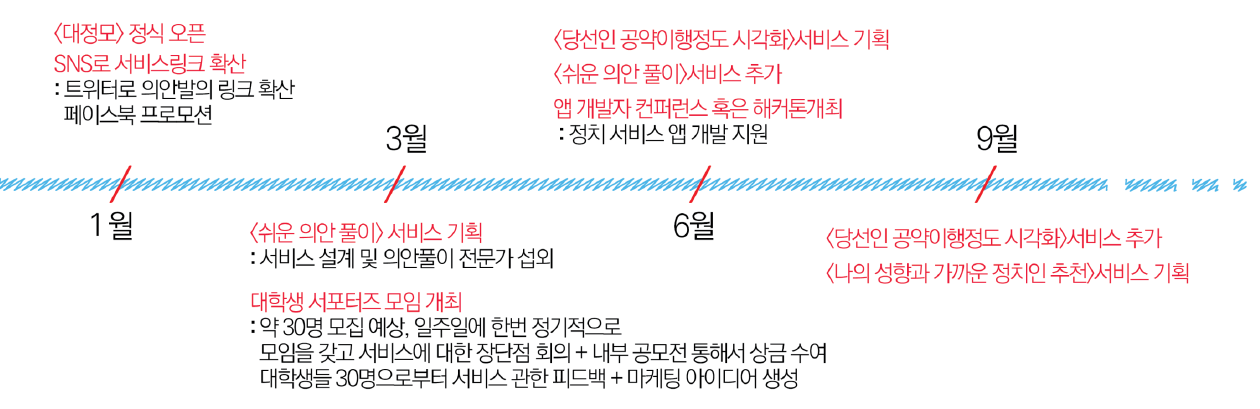 〈대정모〉 정식 오픈
SNS로 서비스링크 확산
: 트위터로 의안발의 링크 확산
페이스북 프로모션
1월
3월
〈쉬운 의안 풀이〉 서비스 기획
: 서비스 설계 및 의안풀이 전문가 섭외
대학생 서포터즈 모임 개최
: 약 30명 모집 예상, 일주일에 한번 정기적으로
모임을 갖고 서비스에 대한 장단점 회의 + 내부 공모전 통해서 상금 수여
대학생들 30명으로부터 서비스 관한 피드백 + 마케팅 아이디어 생성
〈당선인 공약이행정도 시각화〉서비스 기획
〈쉬운 의안 풀이〉서비스 추가
앱 개발자 컨퍼런스 혹은 해커톤개최
: 정치 서비스 앱 개발 지원
6월
9월
〈당선인 공약이행정도 시각화〉서비스 추가
〈나의 성향과 가까운 정치인 추천〉서비스 기획